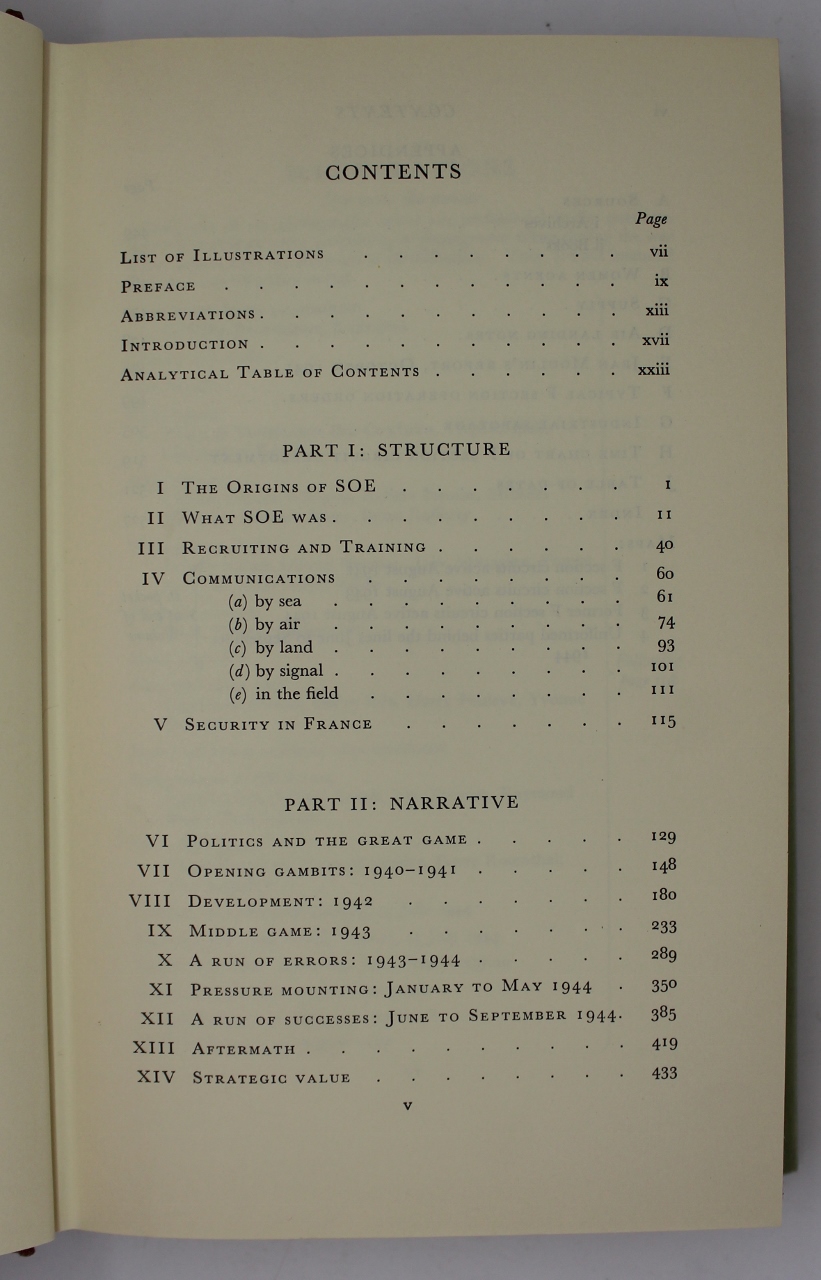 CONTENTS
Page
LIST OF ILLUSTRATIONS . . . . . . . . vii
PREFACE . . . . . . . . . . . . ix
ABBREVIATIONS . . . . . . . . . . . xiii
INTRODUCTION . . . . . . . . . . . xvii
ANALYTICAL TABLE OF CONTENTS . . . . . . xxiii
PART I: STRUCTURE
I THE ORIGINS OF SOE . . . . . . . 1
II WHAT SOE WAS . . . . . . . . . 11
III RECRUITING AND TRAINING . . . . . . 40
IV COMMUNICATIONS . . . . . . . . 60
(a) by sea . . . . . . . . . 61
(b) by air . . . . . . . . . 74
(c) by land . . . . . . . . . 93
(d) by signal . . . . . . . . . 101
(e) in the field . . . . . . . . 111
V SECURITY IN FRANCE . . . . . . . 115
PART II: NARRATIVE
VI POLITICS AND THE GREAT GAME . . . . . 129
VII OPENING GAMBITS: 1940–1941 . . . . . 148
VIII DEVELOPMENT: 1942 . . . . . . . 180
IX MIDDLE GAME: 1943 . . . . . . . 233
X A RUN OF ERRORS: 1943–1944 . . . . . 289
XI PRESSURE MOUNTING: JANUARY TO MAY 1944 . 350
XII A RUN OF SUCCESSES: JUNE TO SEPTEMBER 1944 . 385
XIII AFTERMATH . . . . . . . . . . 419
XIV STRATEGIC VALUE . . . . . . . . 433
v